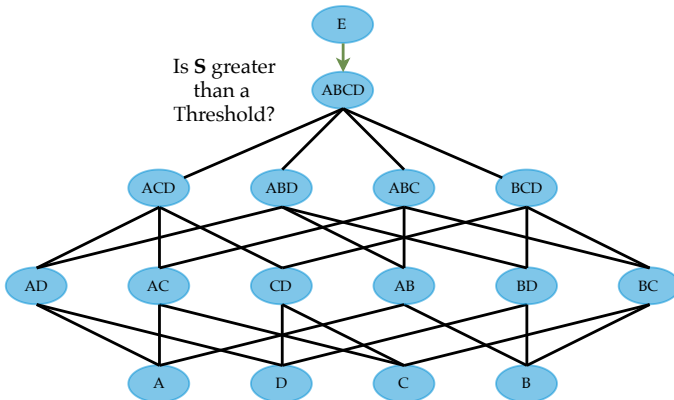 E
Is S greater
than a
Threshold?
ABCD
ACD
ABD
ABC
BCD
AD
AC
CD
AB
BD
BC
A
D
C
B